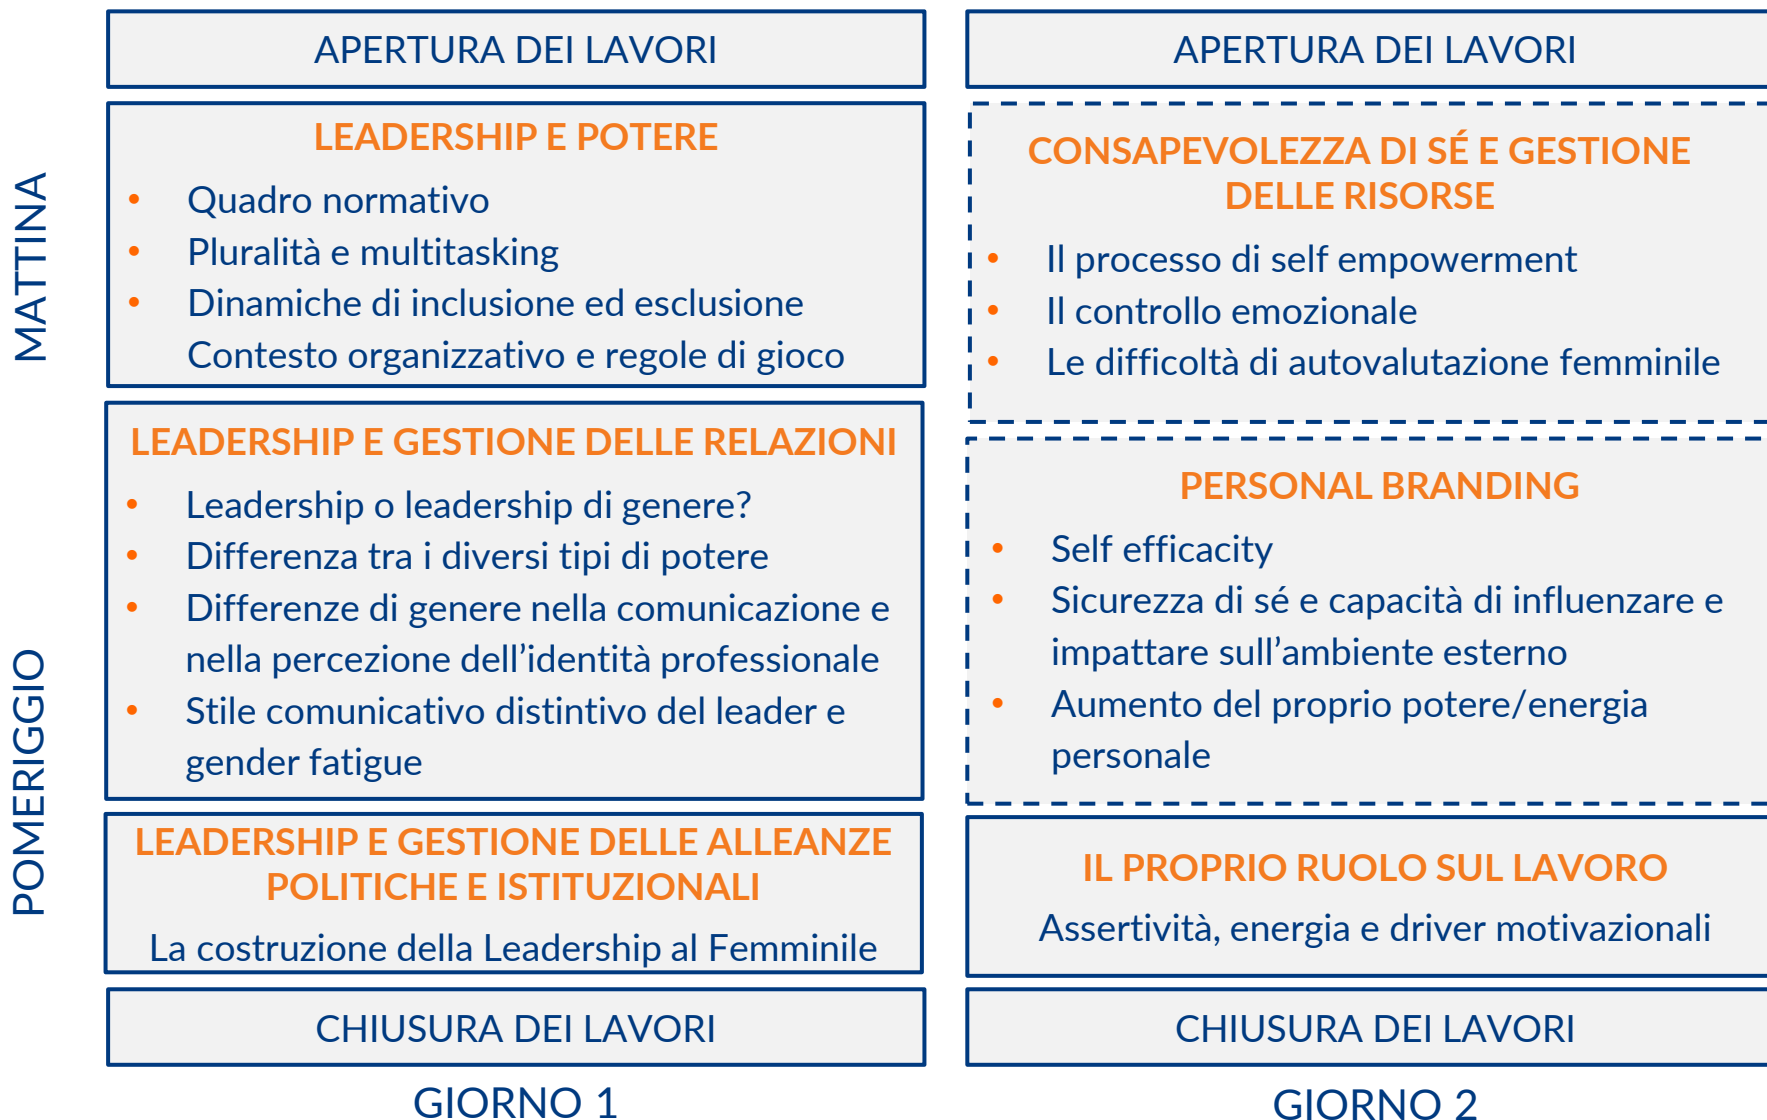 APERTURA DEI LAVORI
MATTINA
LEADERSHIP E POTERE
• Quadro normativo
• Pluralità e multitasking
• Dinamiche di inclusione ed esclusione
Contesto organizzativo e regole di gioco
POMERIGGIO
LEADERSHIP E GESTIONE DELLE RELAZIONI
• Leadership o leadership di genere?
• Differenza tra i diversi tipi di potere
• Differenze di genere nella comunicazione e
nella percezione dell’identità professionale
• Stile comunicativo distintivo del leader e
gender fatigue
LEADERSHIP E GESTIONE DELLE ALLEANZE
POLITICHE E ISTITUZIONALI
La costruzione della Leadership al Femminile
CHIUSURA DEI LAVORI
GIORNO 1
APERTURA DEI LAVORI
CONSAPEVOLEZZA DI SÉ E GESTIONE
DELLE RISORSE
• Il processo di self empowerment
• Il controllo emozionale
• Le difficoltà di autovalutazione femminile
PERSONAL BRANDING
• Self efficacity
• Sicurezza di sé e capacità di influenzare e
impattare sull’ambiente esterno
• Aumento del proprio potere/energia
personale
IL PROPRIO RUOLO SUL LAVORO
Assertività, energia e driver motivazionali
CHIUSURA DEI LAVORI
GIORNO 2